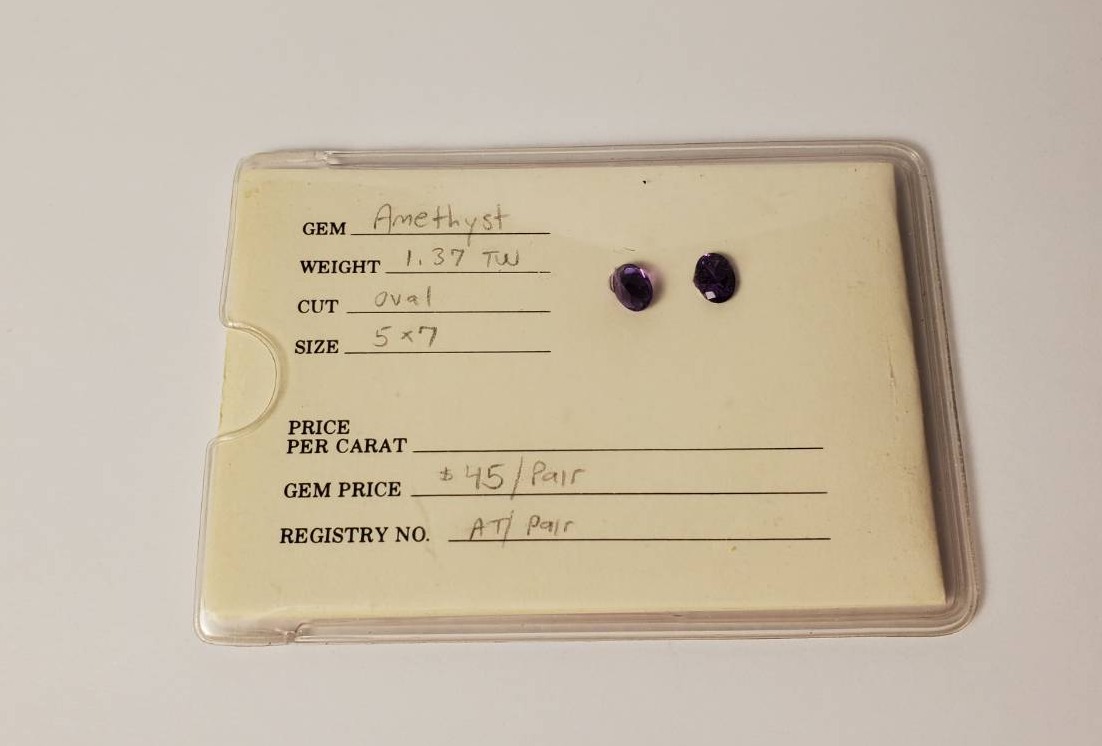 GEM Amethyst
WEIGHT 1.37 TW
CUT oval
SIZE 5x7
PRICE
PER CARAT
GEM PRICE $45/Pair
REGISTRY NO. AT/ Pair